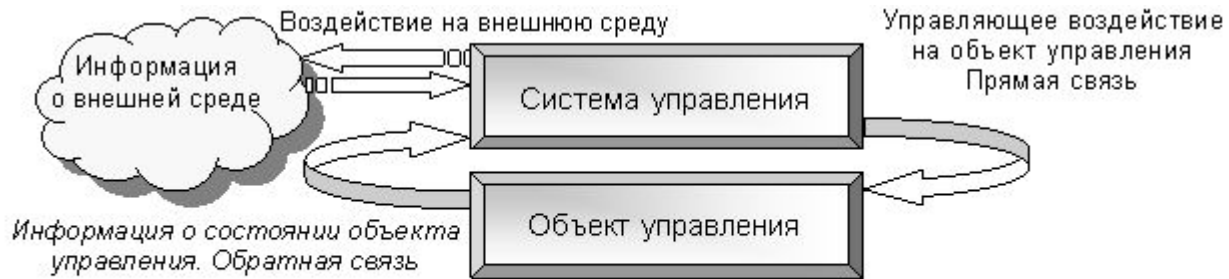 Воздействие на внешнюю среду
Информация
о внешней среде
Система управления
Управляющее воздействие
на объект управления
Прямая связь
Объект управления
Информация о состоянии объекта
управления. Обратная связь